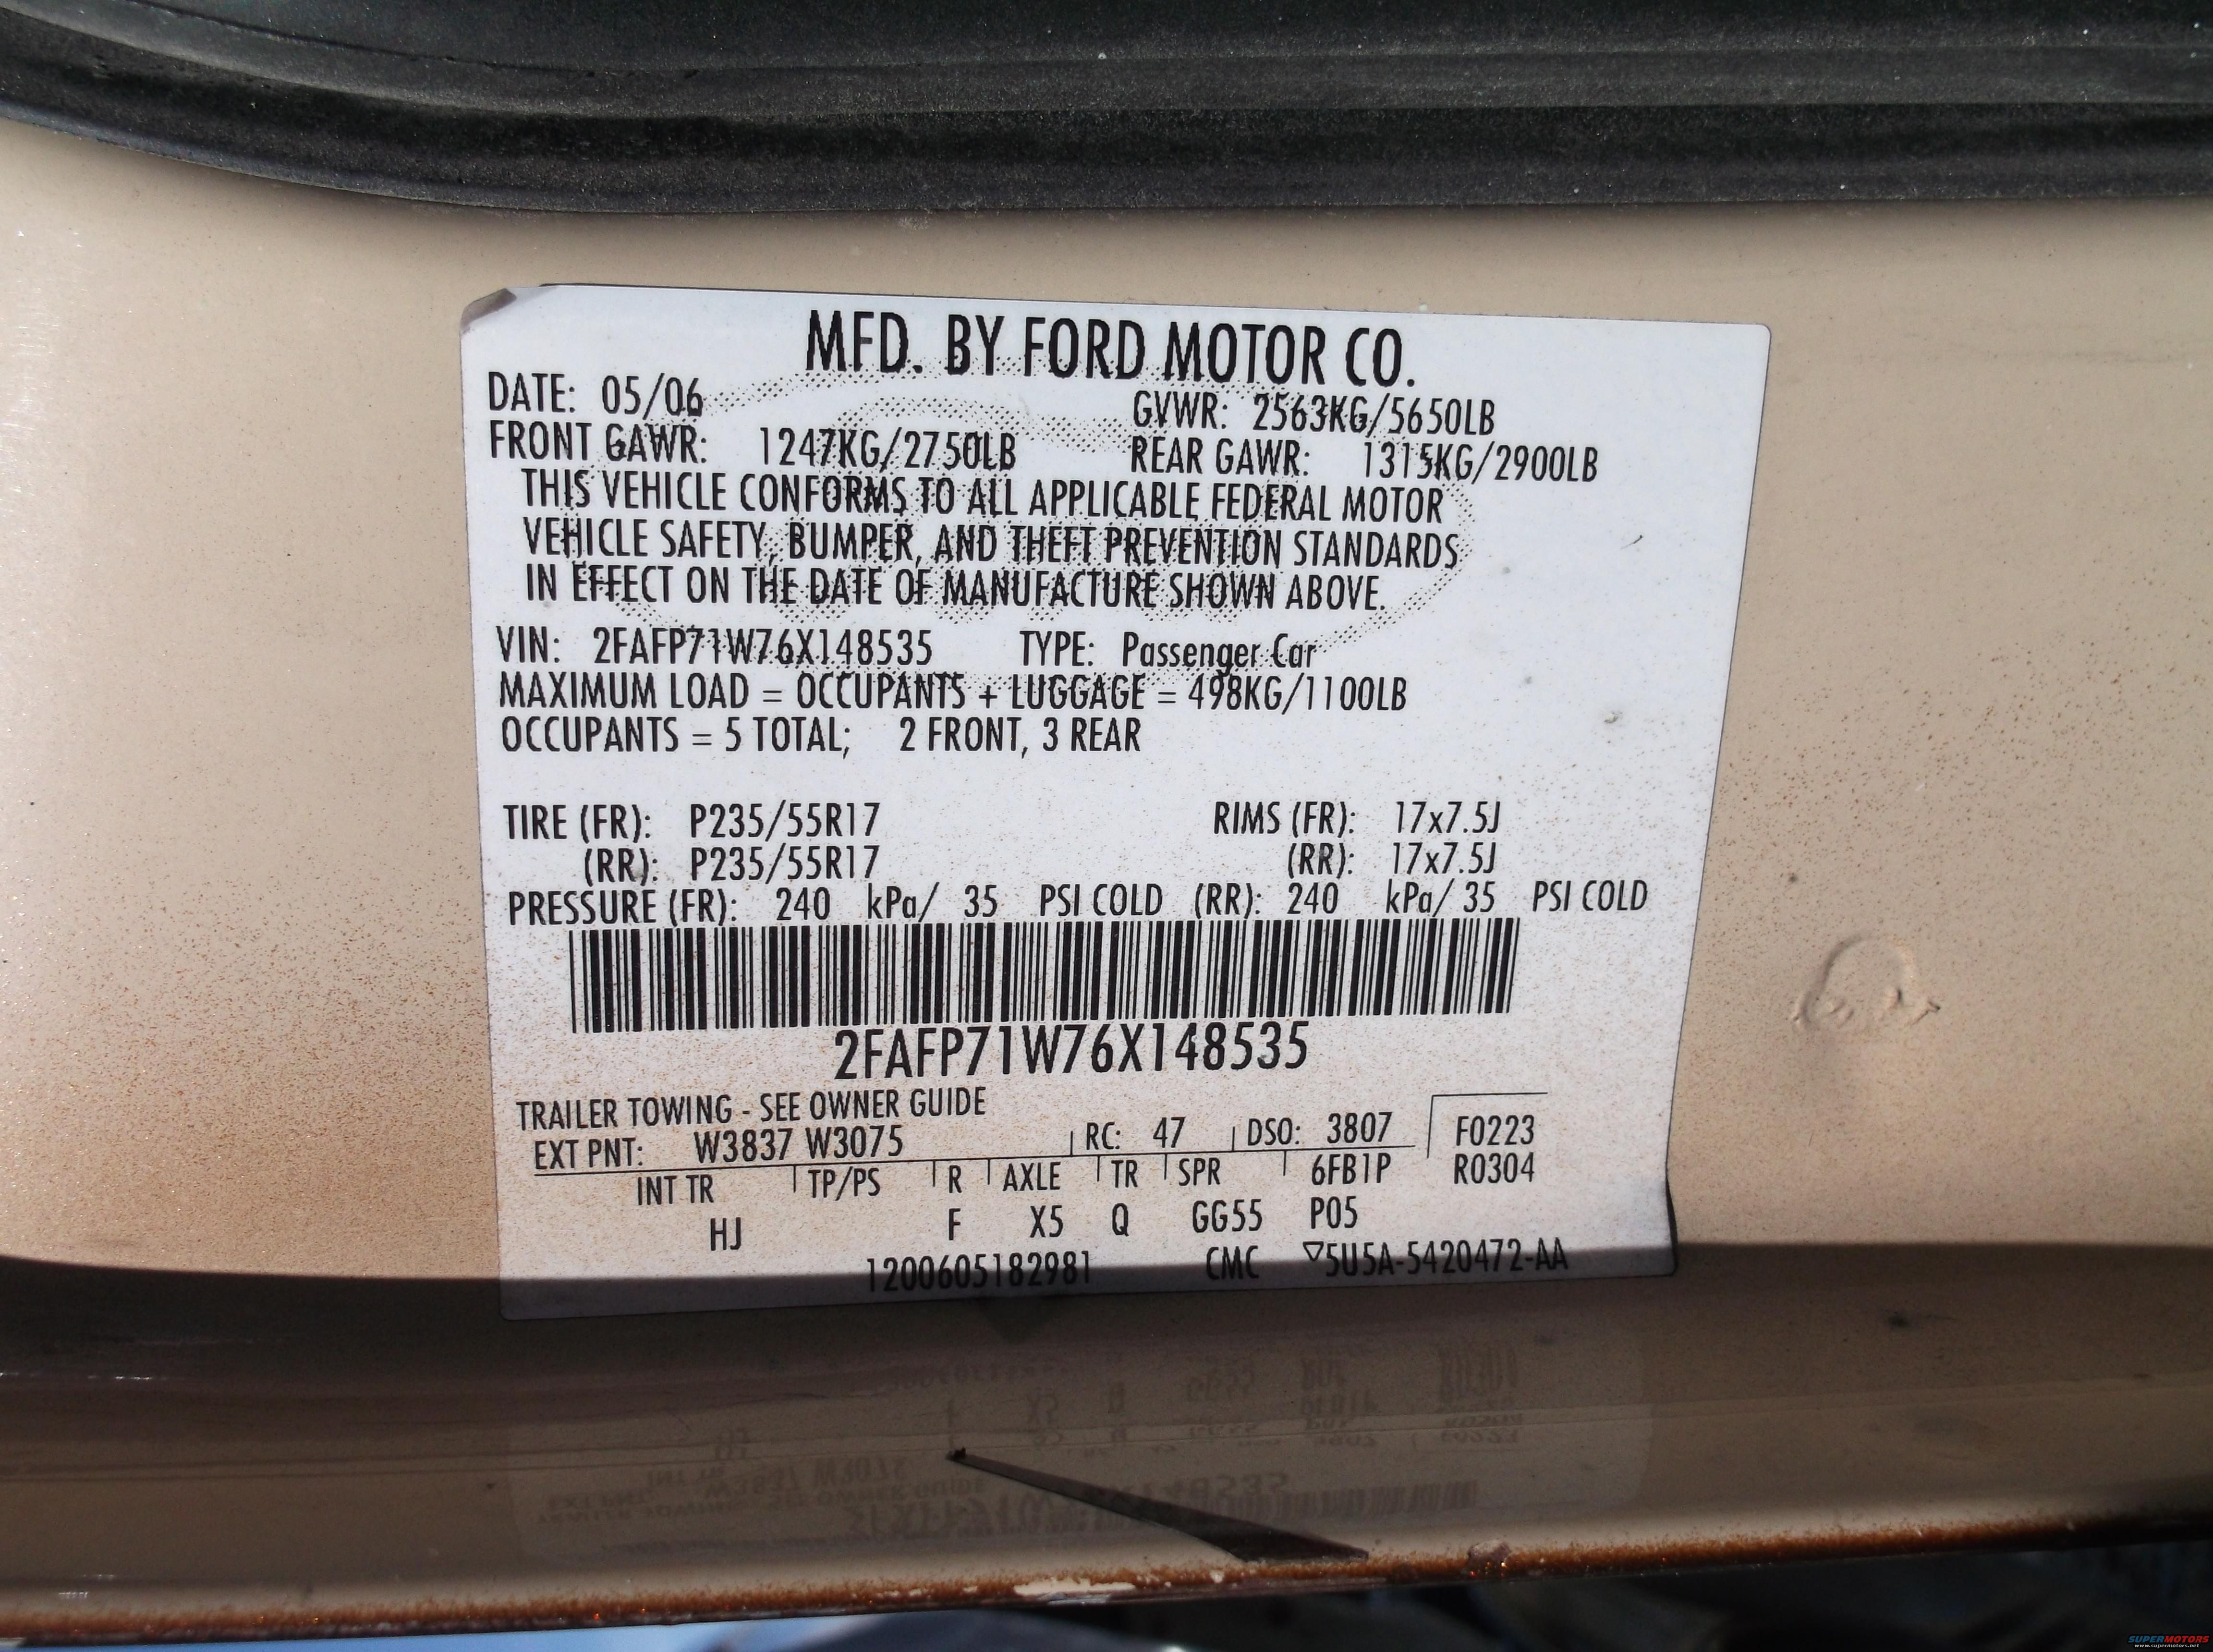 MFD. BY FORD MOTOR CO.
DATE: 05/06 GVWR: 2563KG/5650LB
FRONT GAWR: 1247KG/2750LB REAR GAWR: 1315KG/2900LB
THIS VEHICLE CONFORMS TO ALL APPLICABLE FEDERAL MOTOR
VEHICLE SAFETY, BUMPER, AND THEFT PREVENTION STANDARDS
IN EFFECT ON THE DATE OF MANUFACTURE SHOWN ABOVE.
VIN: 2FAFP71W76X148535 TYPE: Passenger Car
MAXIMUM LOAD = OCCUPANTS + LUGGAGE = 498KG/1100LB
OCCUPANTS = 5 TOTAL; 2 FRONT, 3 REAR
TIRE (FR): P235/55R17 RIMS (FR): 17x7.5J
(RR): P235/55R17 (RR): 17x7.5J
PRESSURE (FR): 240 kPa/ 35 PSI COLD (RR): 240 kPa/ 35 PSI COLD
2FAFP71W76X148535
TRAILER TOWING - SEE OWNER GUIDE
EXT PNT: W3837 W3075 RC: 47 DSO: 3807 F0223
INT TR TP/PS R AXLE TR SPR 6FB1P R0304
HJ F X5 Q GG55 P05
1200605182981 CMC ▽5U5A-5420472-AA
SUPERMOTORS
www.supermotors.net